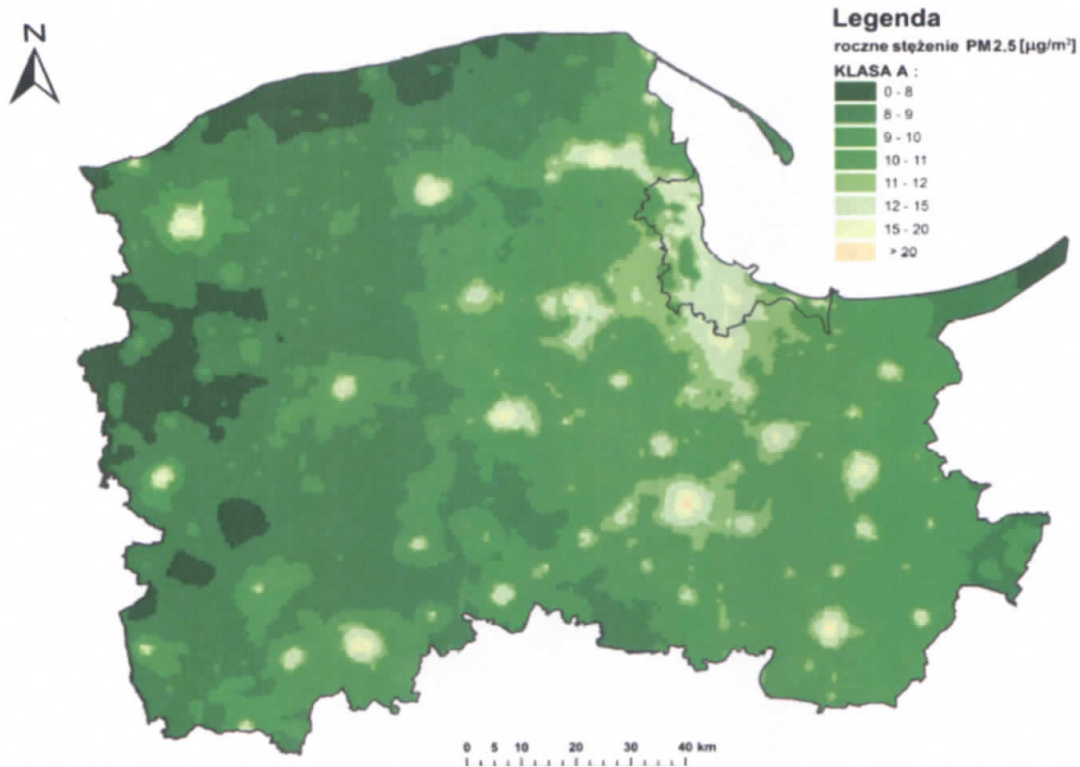 N
Legenda
roczne stężenie PM2.5 [µg/m³]
KLASA A :
0 - 8
8 - 9
9 - 10
10 - 11
11 - 12
12 - 15
15 - 20
> 20
0 5 10 20 30 40 km